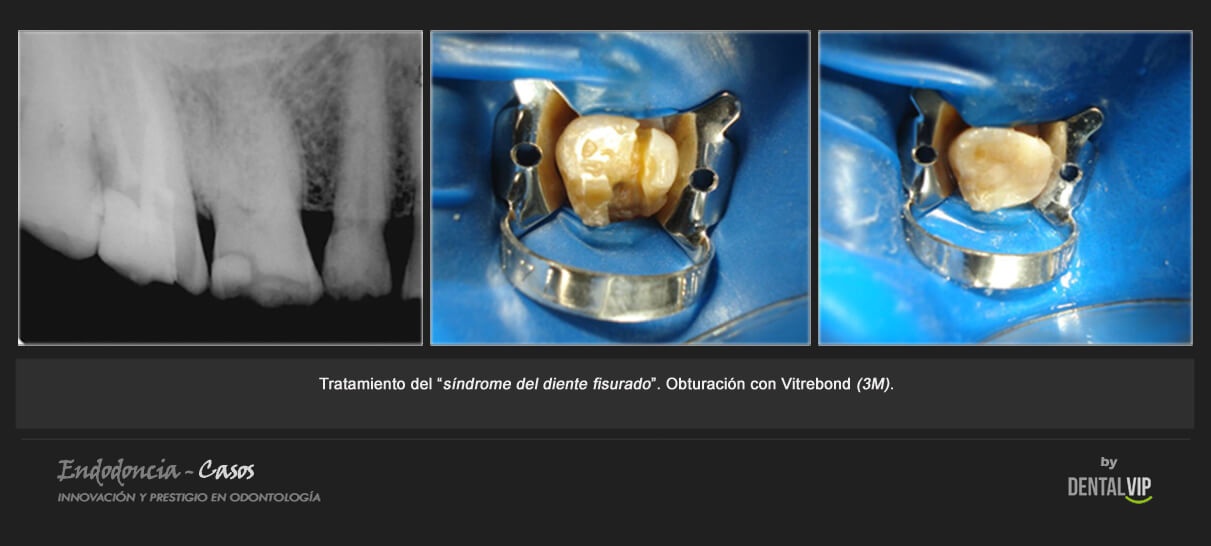 Tratamiento del “síndrome del diente fisurado”. Obturación con Vitrebond (3M).
Endodoncia - Casos
INNOVACIÓN Y PRESTIGIO EN ODONTOLOGÍA
by
DENTALVIP